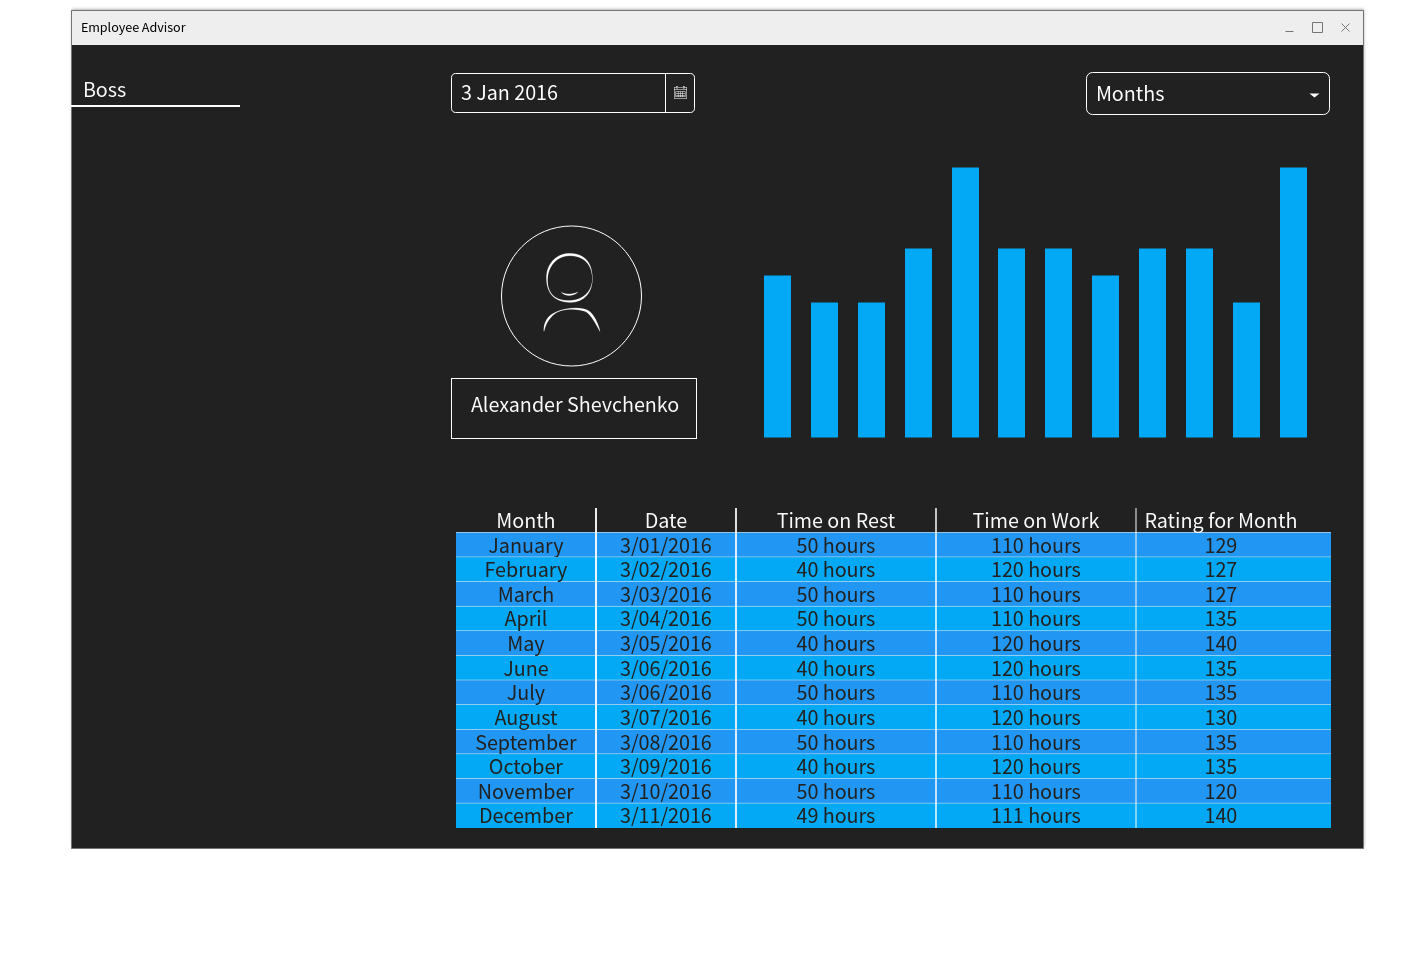 Employee Advisor
Boss
3 Jan 2016
Months
Alexander Shevchenko
Month Date Time on Rest Time on Work Rating for Month
January 3/01/2016 50 hours 110 hours 129
February 3/02/2016 40 hours 120 hours 127
March 3/03/2016 50 hours 110 hours 127
April 3/04/2016 50 hours 110 hours 135
May 3/05/2016 40 hours 120 hours 140
June 3/06/2016 40 hours 120 hours 135
July 3/06/2016 50 hours 110 hours 135
August 3/07/2016 40 hours 120 hours 130
September 3/08/2016 50 hours 110 hours 135
October 3/09/2016 40 hours 120 hours 135
November 3/10/2016 50 hours 110 hours 120
December 3/11/2016 49 hours 111 hours 140